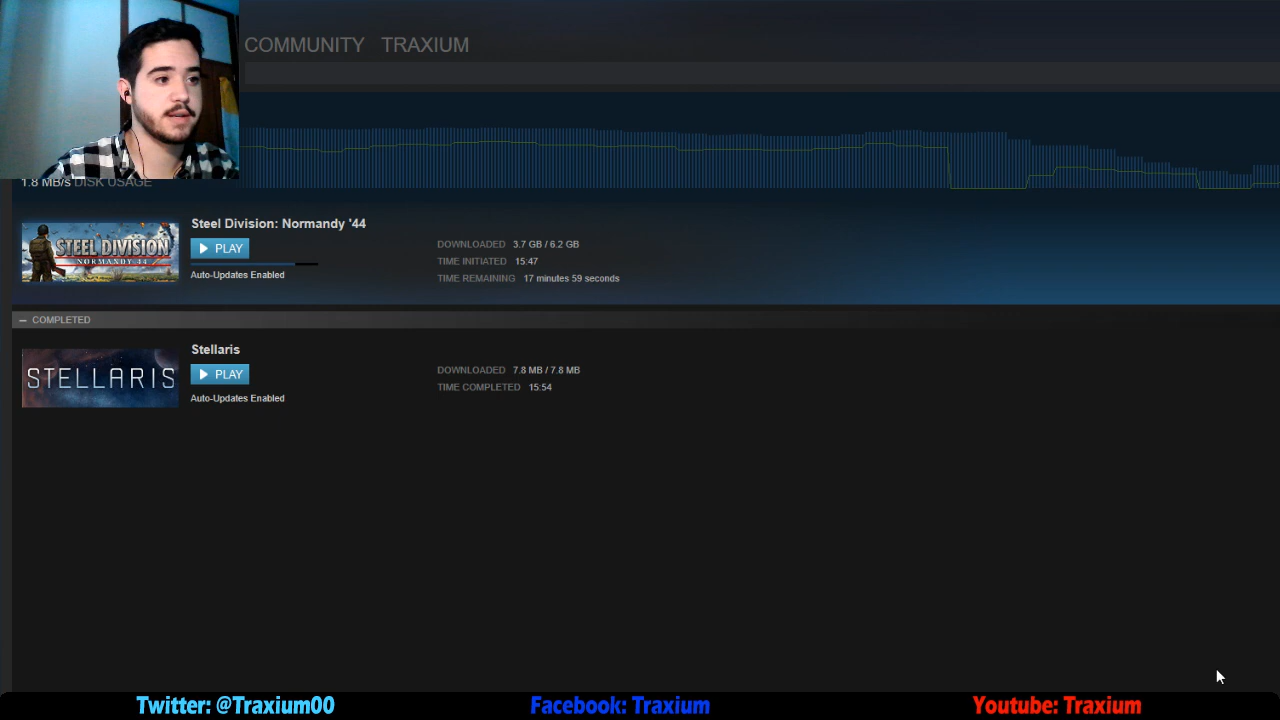 COMMUNITY TRAXIUM
1.8 MB/s DISK USAGE
STEEL DIVISION
NORMANDY·44
Steel Division: Normandy '44
PLAY
Auto-Updates Enabled
DOWNLOADED 3.7 GB / 6.2 GB
TIME INITIATED 15:47
TIME REMAINING 17 minutes 59 seconds
COMPLETED
STELLARIS
Stellaris
PLAY
Auto-Updates Enabled
DOWNLOADED 7.8 MB / 7.8 MB
TIME COMPLETED 15:54
Twitter: @Traxium00 Facebook: Traxium Youtube: Traxium